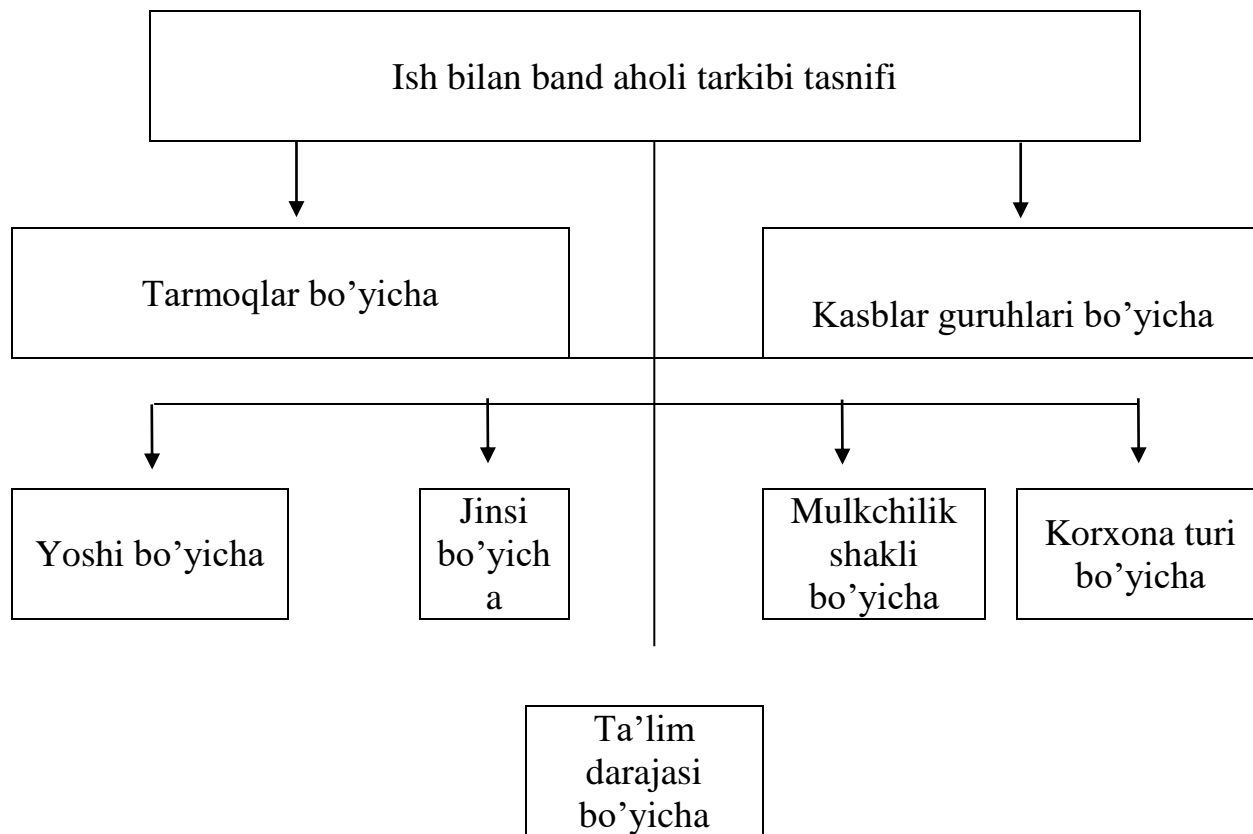 Ish bilan band aholi tarkibi tasnifi
Tarmoqlar bo’yicha
Kasblar guruhlari bo’yicha
Yoshi bo’yicha
Jinsi
bo’yich
a
Mulkchilik
shakli
bo’yicha
Korxona turi
bo’yicha
Ta’lim
darajasi
bo’yicha